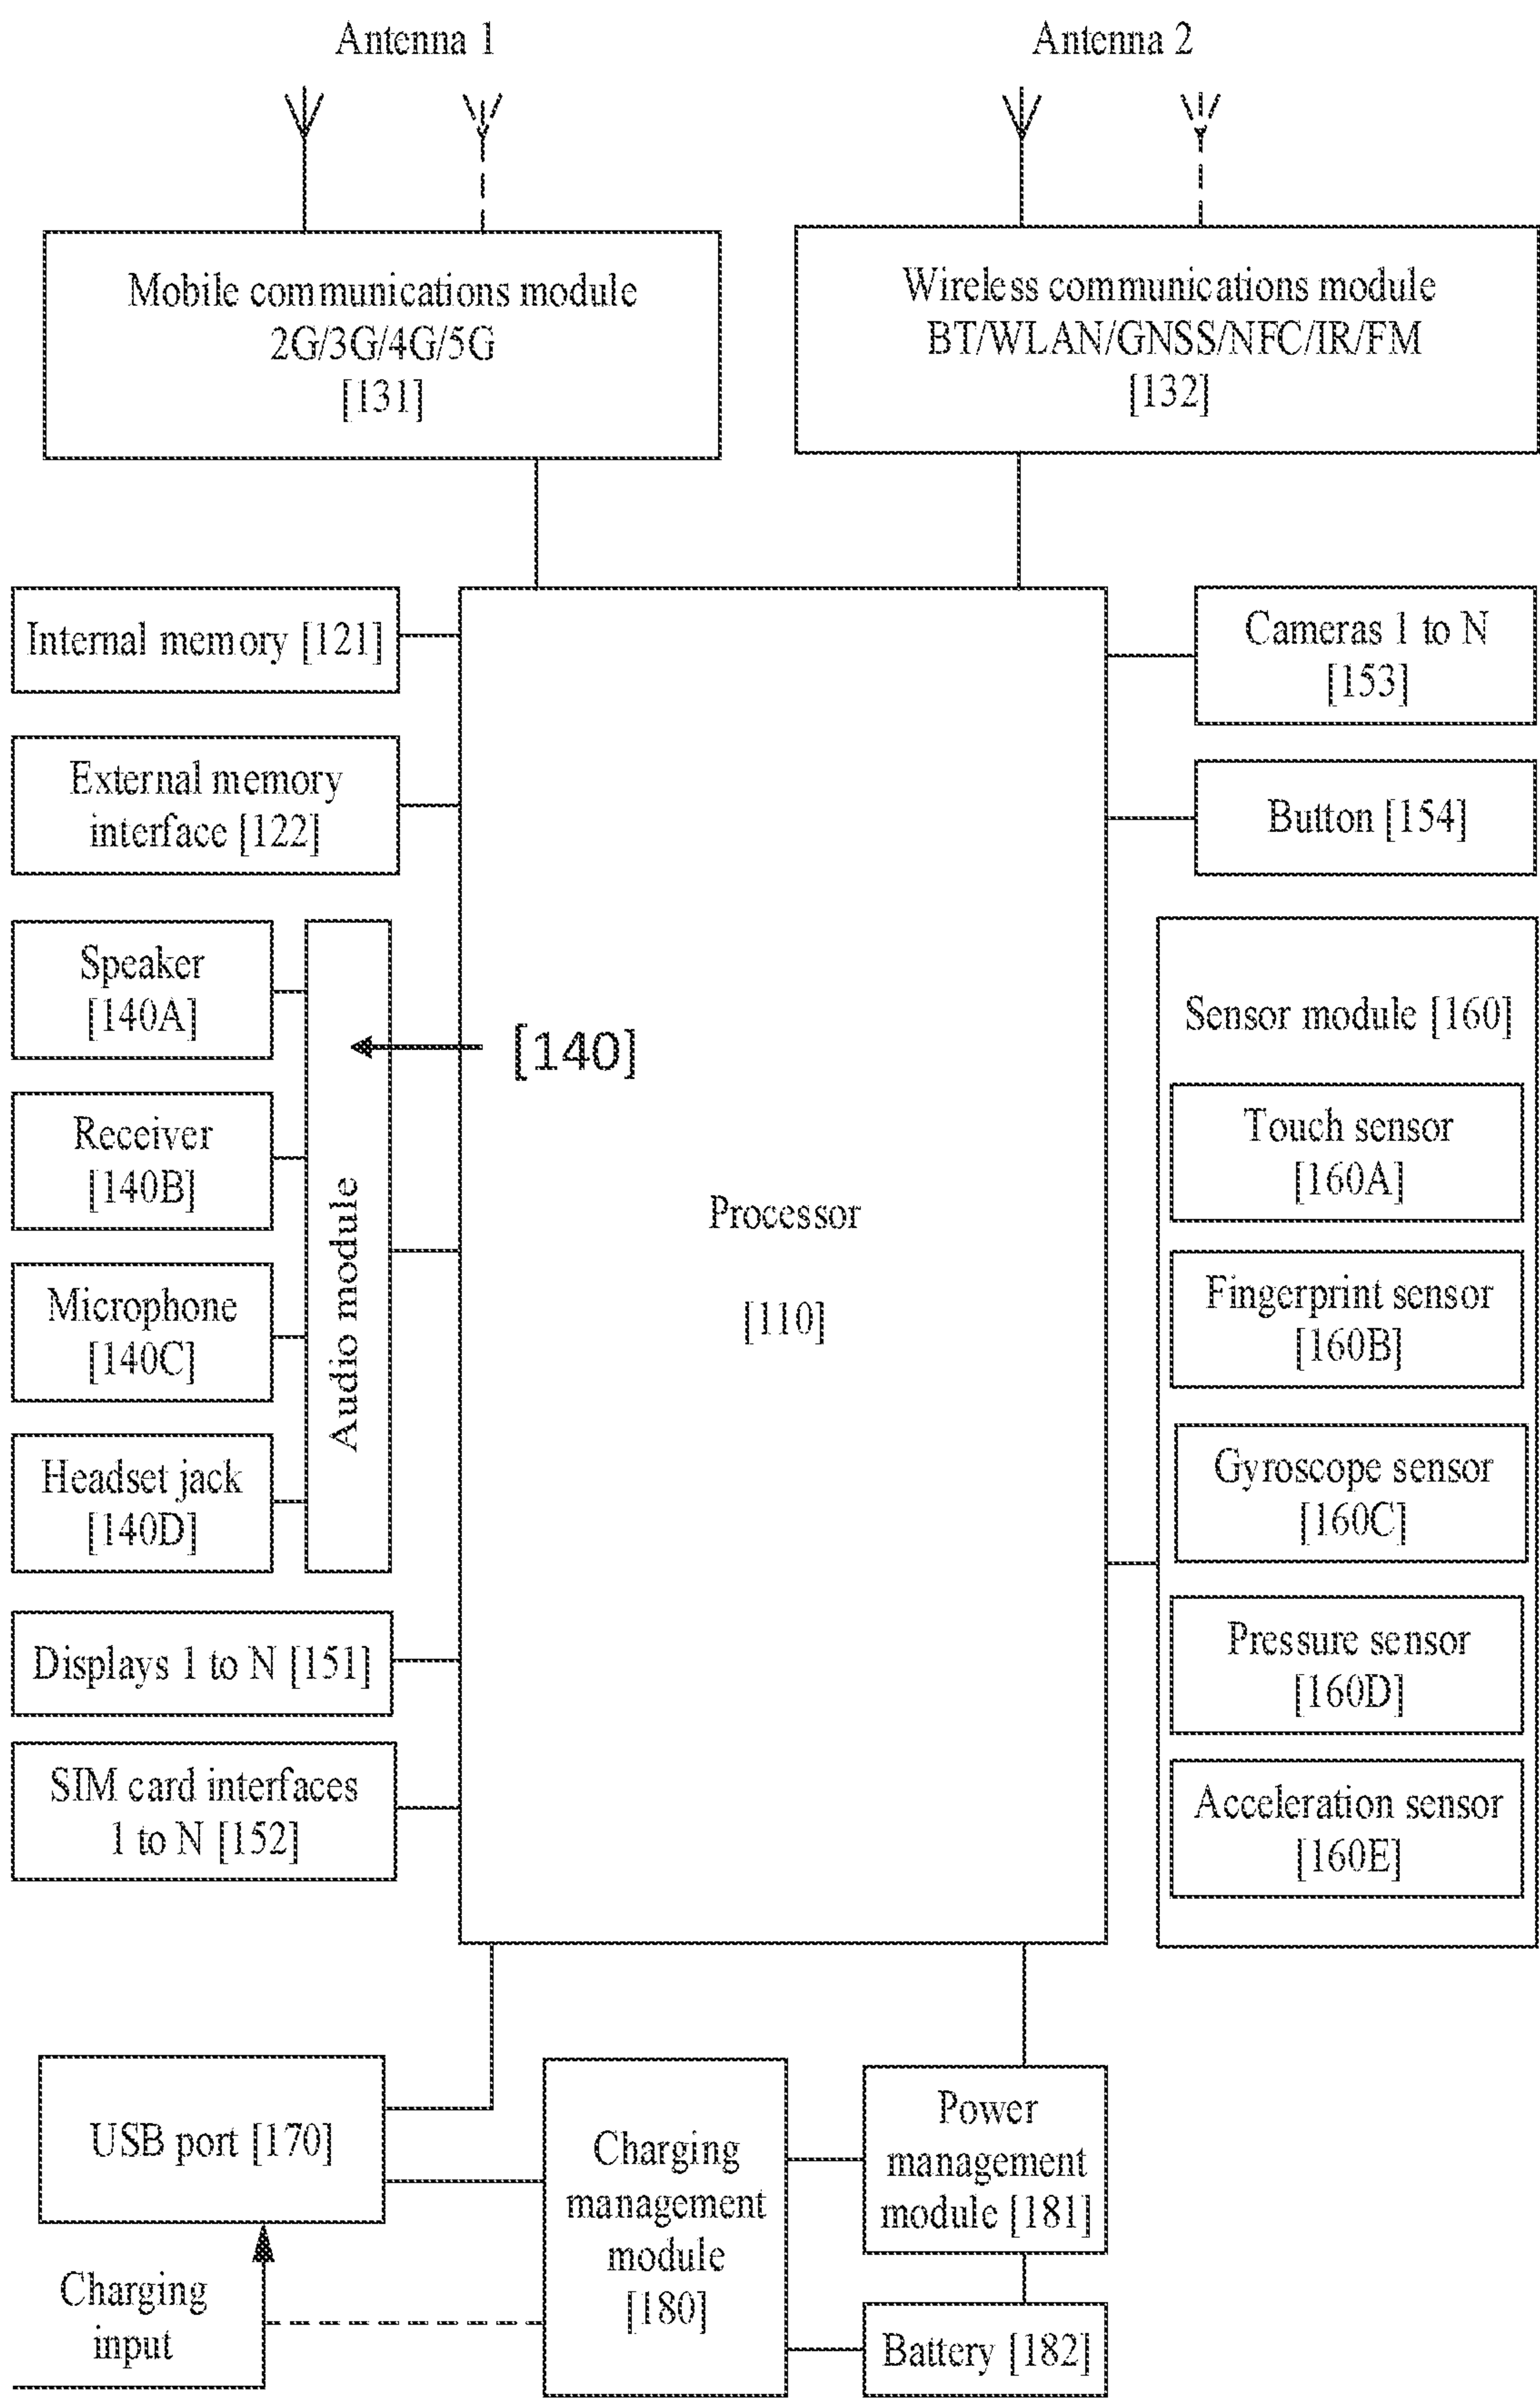 Antenna 1
Antenna 2
Mobile communications module
2G/3G/4G/5G
[131]
Wireless communications module
BT/WLAN/GNSS/NFC/IR/FM
[132]
Internal memory [121]
External memory
interface [122]
Speaker
[140A]
Receiver
[140B]
Microphone
[140C]
Headset jack
[140D]
Audio module
[140]
Displays 1 to N [151]
SIM card interfaces
1 to N [152]
Processor
[110]
Cameras 1 to N
[153]
Button [154]
Sensor module [160]
Touch sensor
[160A]
Fingerprint sensor
[160B]
Gyroscope sensor
[160C]
Pressure sensor
[160D]
Acceleration sensor
[160E]
USB port [170]
Charging
input
Charging
management
module
[180]
Power
management
module [181]
Battery [182]